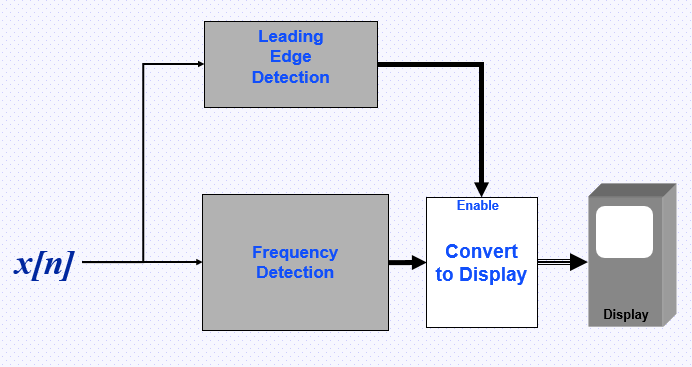 Leading
Edge
Detection
x[n]
Frequency
Detection
Enable
Convert
to Display
Display